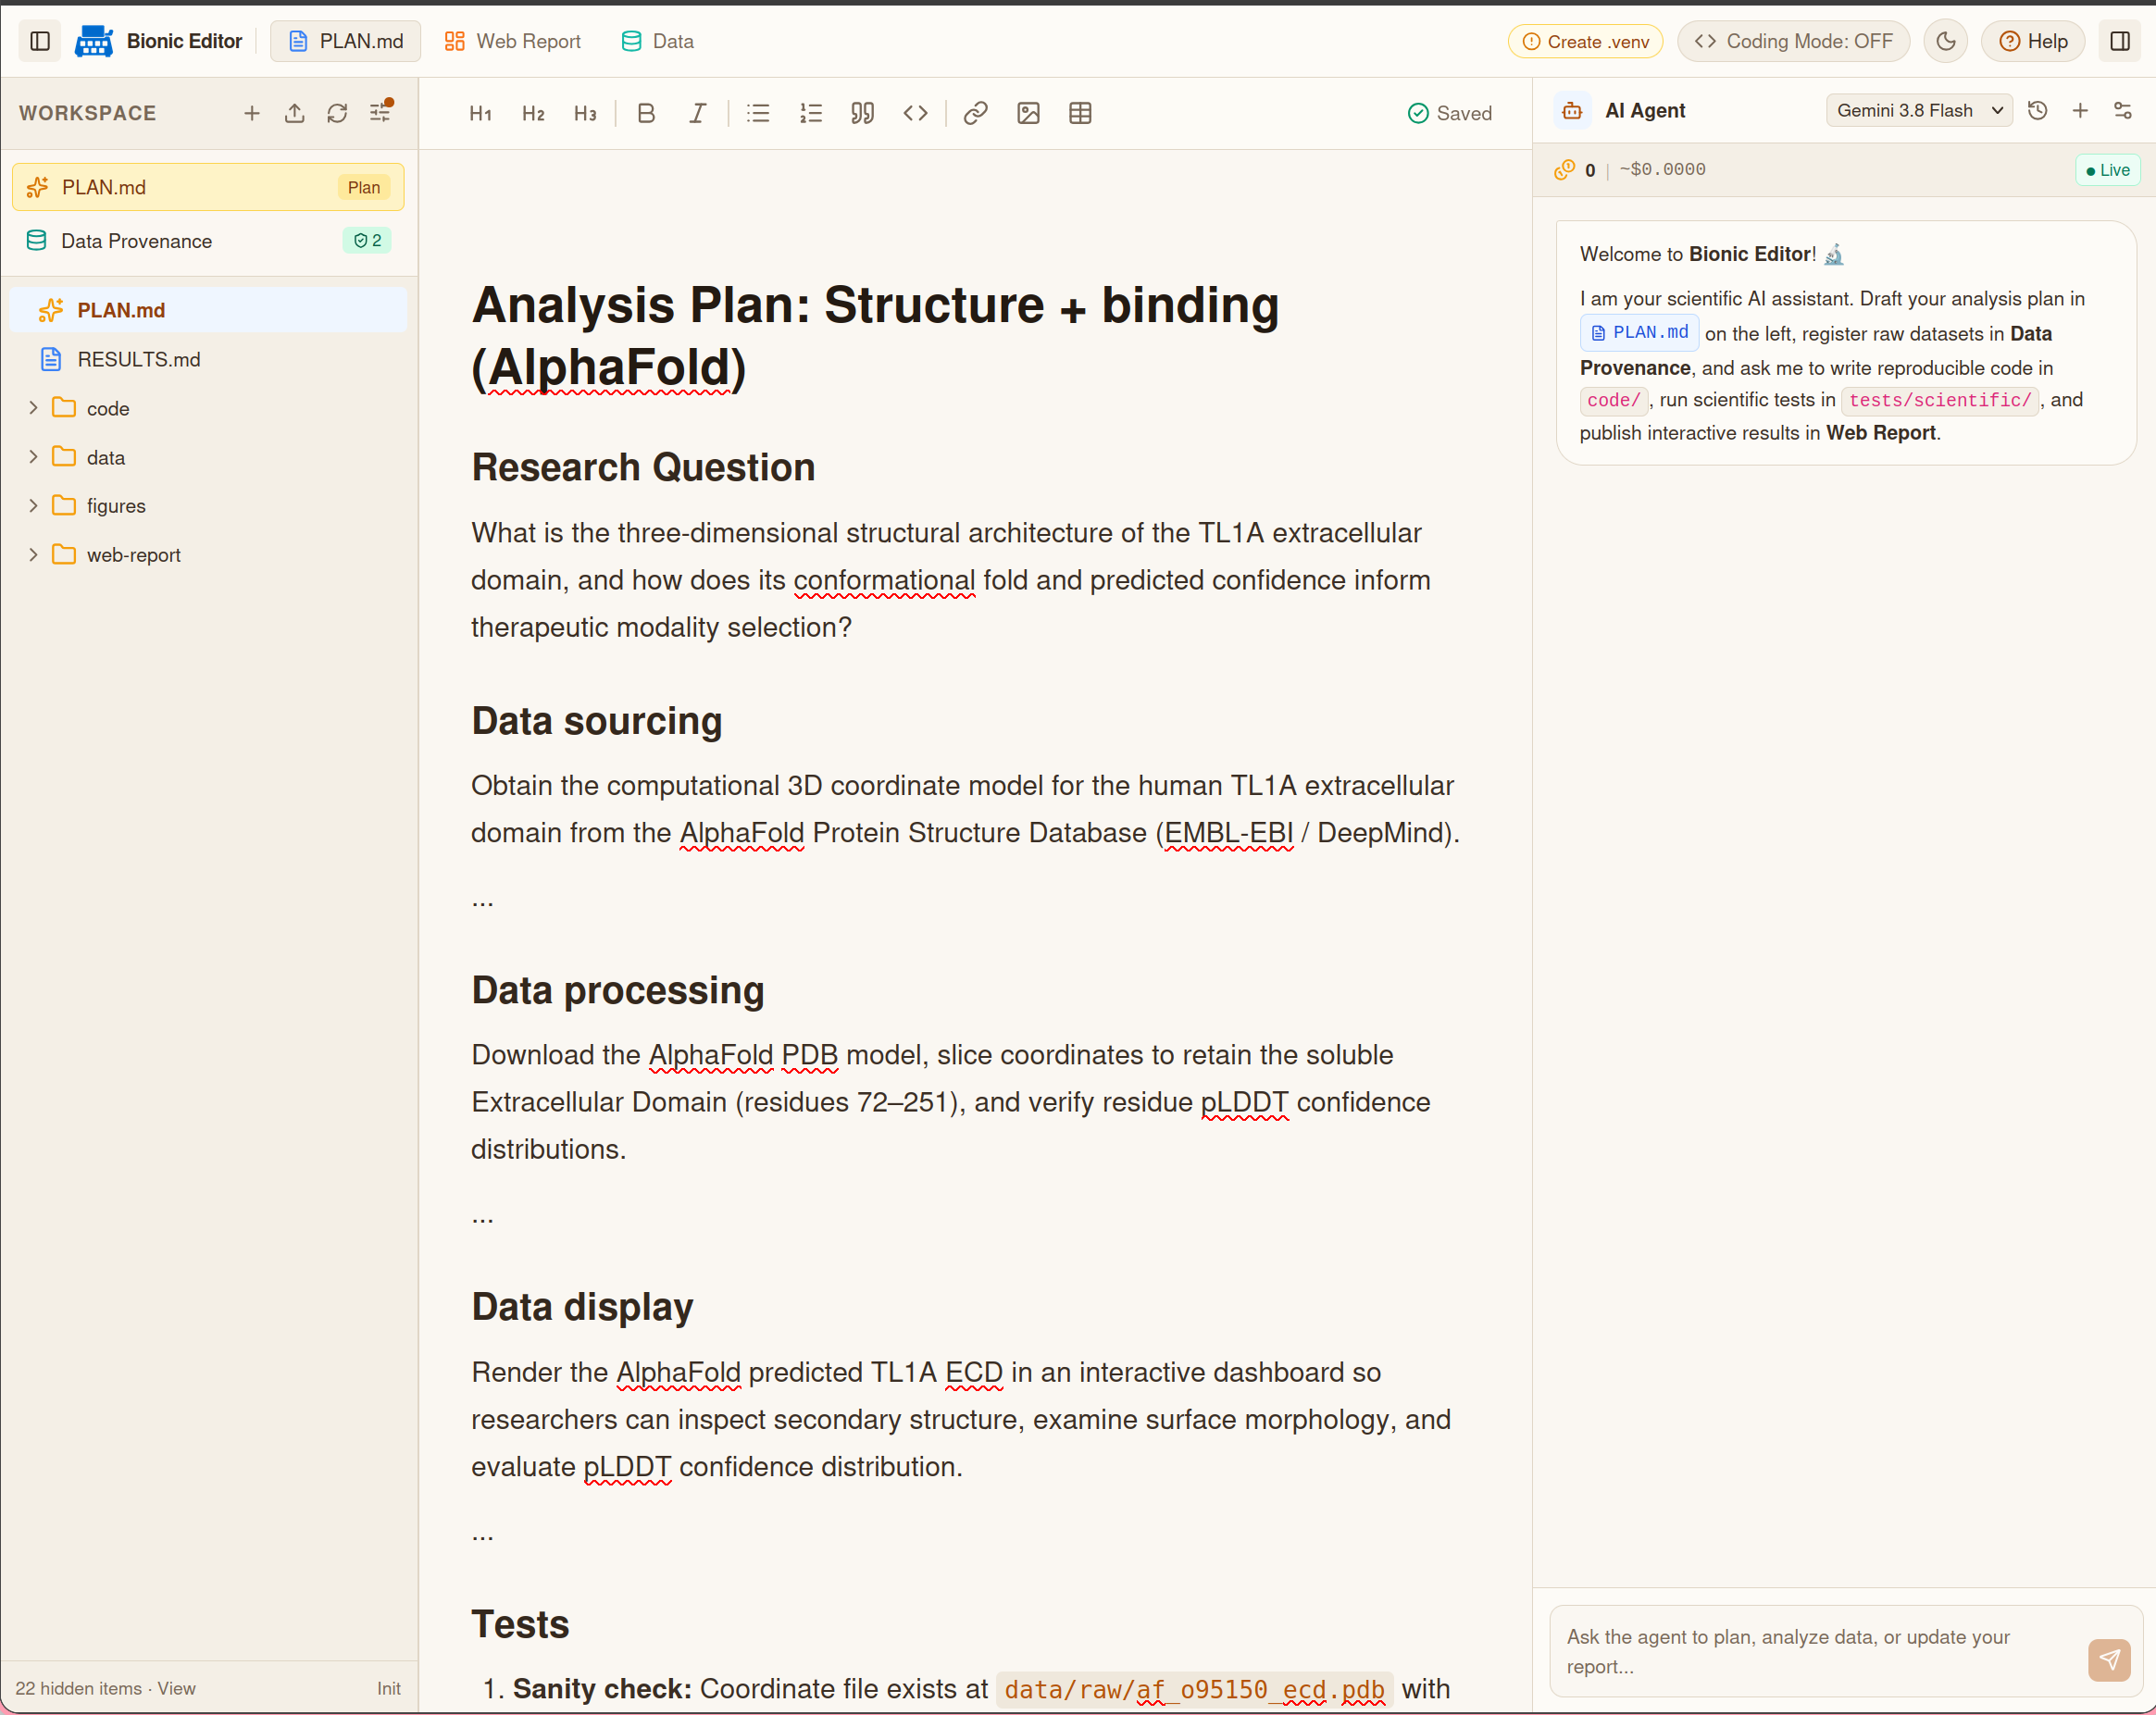 Bionic Editor
PLAN.md
Web Report
Data
Create .venv
Coding Mode: OFF
Help
WORKSPACE
PLAN.md
Plan
Data Provenance
2
PLAN.md
RESULTS.md
code
data
figures
web-report
22 hidden items · View
Init
H1 H2 H3
Saved
Analysis Plan: Structure + binding
(AlphaFold)
Research Question
What is the three-dimensional structural architecture of the TL1A extracellular
domain, and how does its conformational fold and predicted confidence inform
therapeutic modality selection?
Data sourcing
Obtain the computational 3D coordinate model for the human TL1A extracellular
domain from the AlphaFold Protein Structure Database (EMBL-EBI / DeepMind).
...
Data processing
Download the AlphaFold PDB model, slice coordinates to retain the soluble
Extracellular Domain (residues 72–251), and verify residue pLDDT confidence
distributions.
...
Data display
Render the AlphaFold predicted TL1A ECD in an interactive dashboard so
researchers can inspect secondary structure, examine surface morphology, and
evaluate pLDDT confidence distribution.
...
Tests
1. Sanity check: Coordinate file exists at data/raw/af_o95150_ecd.pdb with
AI Agent
Gemini 3.8 Flash
0 | ~$0.0000
Live
Welcome to Bionic Editor! 🔬
I am your scientific AI assistant. Draft your analysis plan in
PLAN.md on the left, register raw datasets in Data
Provenance, and ask me to write reproducible code in
code/, run scientific tests in tests/scientific/, and
publish interactive results in Web Report.
Ask the agent to plan, analyze data, or update your
report...